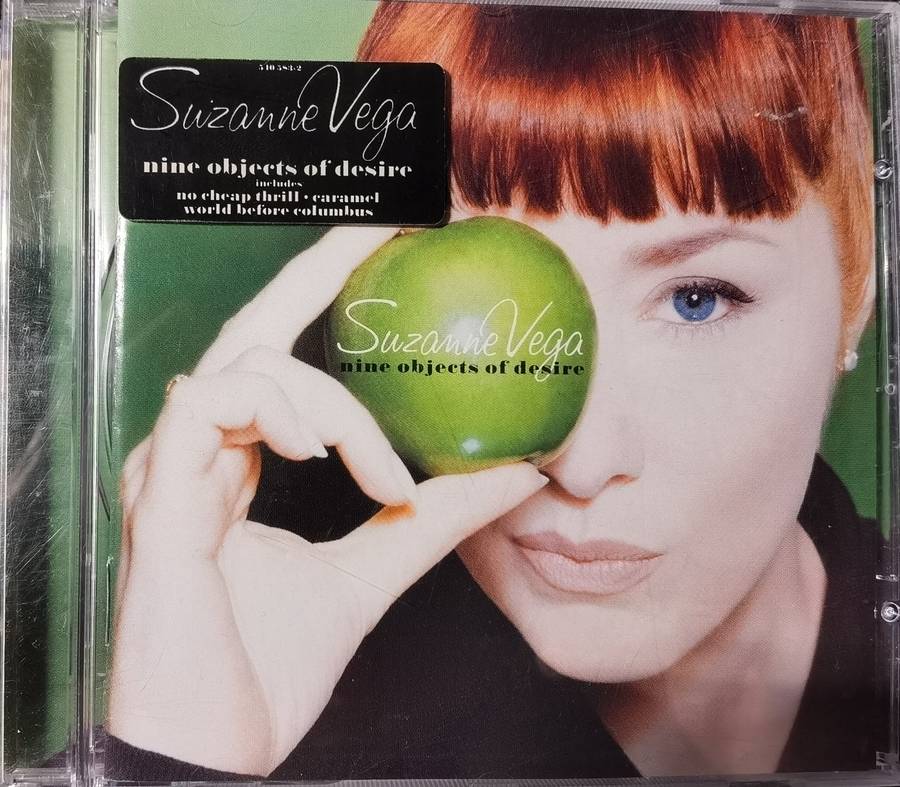 540 583-2
Suzanne Vega
nine objects of desire
includes
no cheap thrill • caramel
world before columbus
Suzanne Vega
nine objects of desire